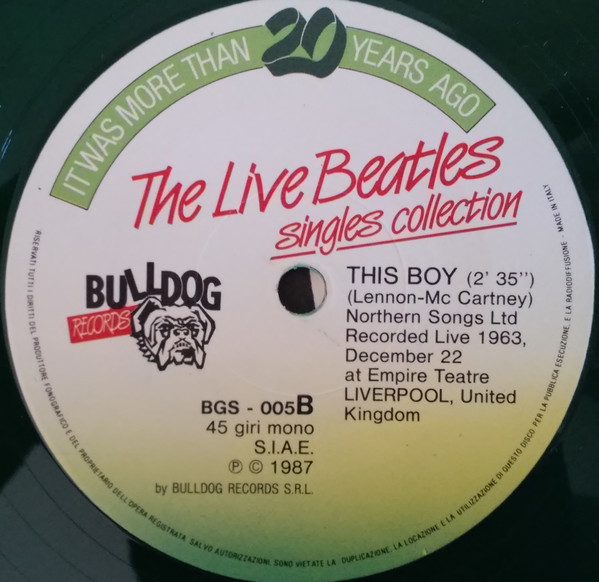 IT WAS MORE THAN 20 YEARS AGO
The Live Beatles
singles collection
BULLDOG
RECORDS
THIS BOY (2' 35'')
(Lennon-Mc Cartney)
Northern Songs Ltd
Recorded Live 1963,
December 22
at Empire Teatre
LIVERPOOL, United
Kingdom
BGS - 005B
45 giri mono
S.I.A.E.
℗ © 1987
by BULLDOG RECORDS S.R.L.
RISERVATI TUTTI I DIRITTI DEL PRODUTTORE FONOGRAFICO E DEL PROPRIETARIO DELL'OPERA REGISTRATA SALVO AUTORIZZAZIONI, SONO VIETATE LA DUPLICAZIONE, LA LOCAZIONE E LA UTILIZZAZIONE DI QUESTO DISCO PER LA PUBBLICA ESECUZIONE, E LA RADIODIFFUSIONE - MADE IN ITALY